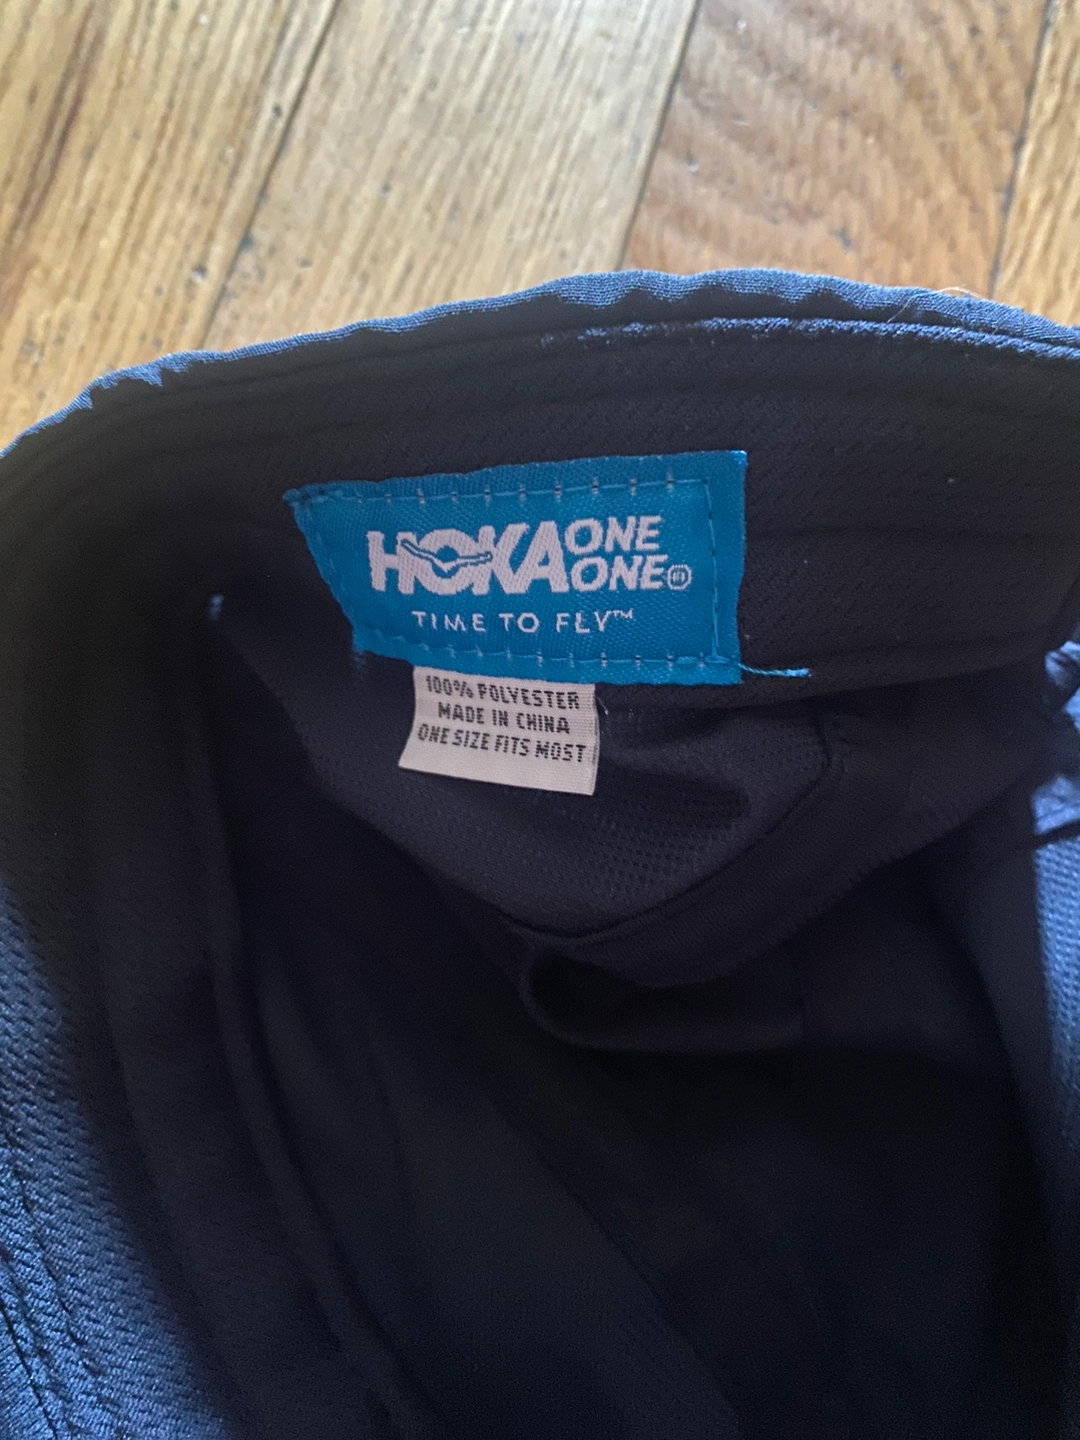 HOKA ONE ONE®
TIME TO FLY™
100% POLYESTER
MADE IN CHINA
ONE SIZE FITS MOST